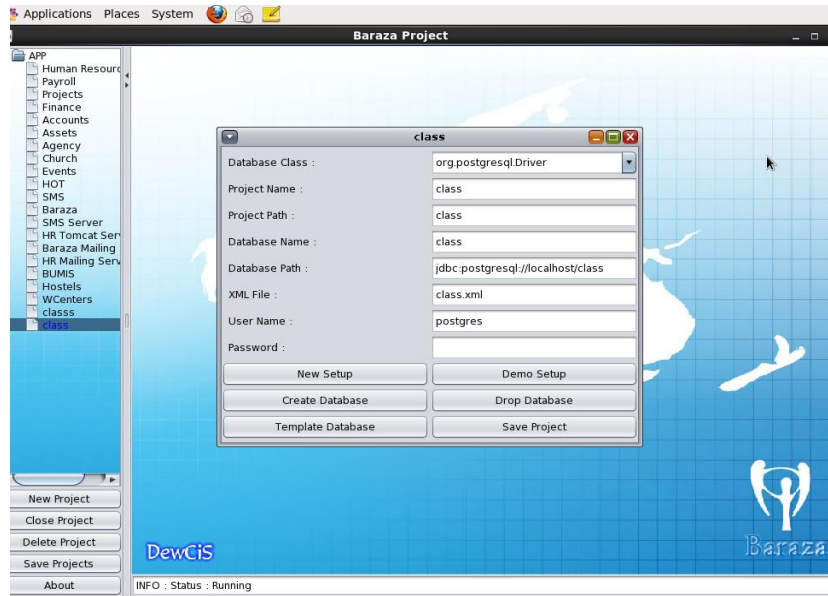 Applications Places System
Baraza Project
APP
Human Resourc
Payroll
Projects
Finance
Accounts
Assets
Agency
Church
Events
HOT
SMS
Baraza
SMS Server
HR Tomcat Ser
Baraza Mailing
HR Mailing Serv
BUMIS
Hostels
WCenters
classs
class
class
Database Class : org.postgresql.Driver
Project Name : class
Project Path : class
Database Name : class
Database Path : jdbc:postgresql://localhost/class
XML File : class.xml
User Name : postgres
Password :
New Setup Demo Setup
Create Database Drop Database
Template Database Save Project
New Project
Close Project
Delete Project
Save Projects
About
DewCiS
Baraza
INFO : Status : Running